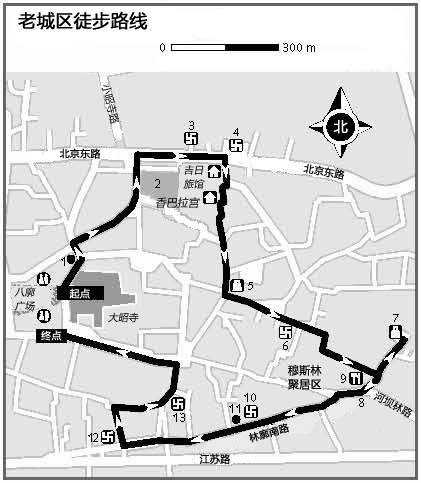 老城区徒步路线
0 300 m
小昭寺路
北
3
4
北京东路
北京东路
吉日
旅馆
2
香巴拉宫
1
5
起点
八廓
广场
大昭寺
终点
6
7
穆斯林
聚居区
9
8
河坝林路
10
11
13
12
林廓南路
江苏路